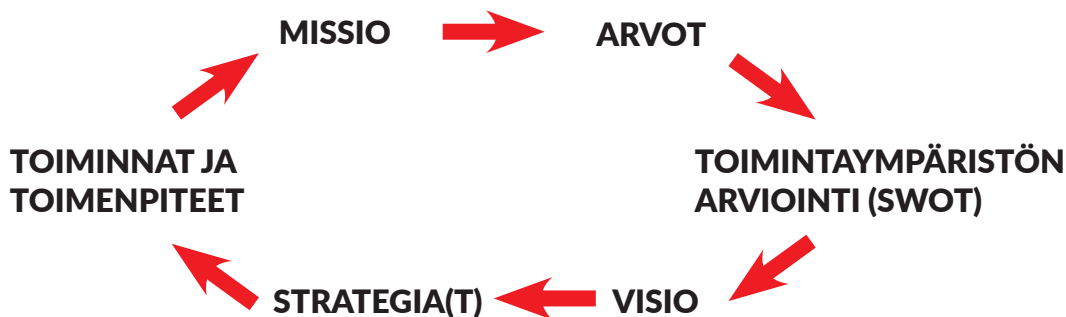 MISSIO
ARVOT
TOIMINTAYMPÄRISTÖN
ARVIOINTI (SWOT)
VISIO
STRATEGIA(T)
TOIMINNAT JA
TOIMENPITEET